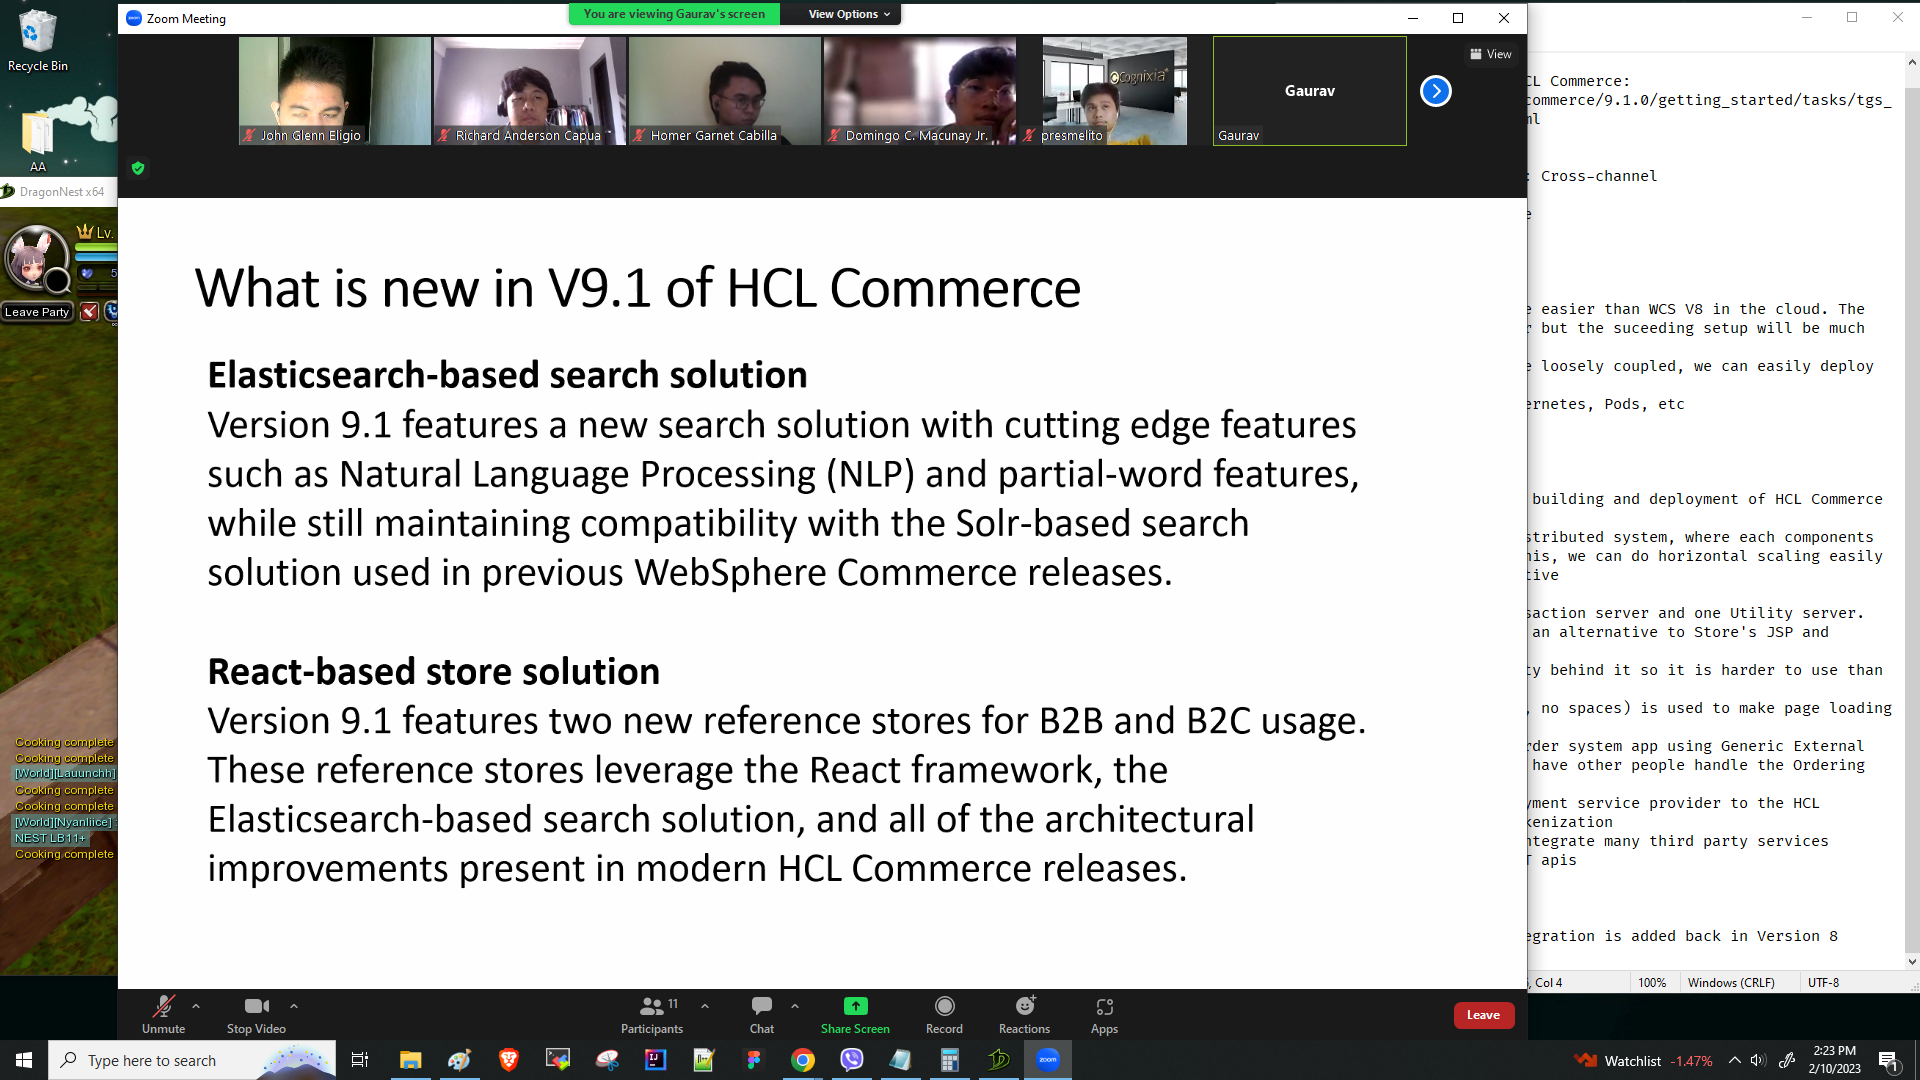 Recycle Bin
AA
DragonNest x64
Lv.
5
Leave Party
Cooking complete
Cooking complete
[World][Lauunchh]
Cooking complete
Cooking complete
[World][Nyanliice]
NEST LB11+
Cooking complete
Zoom Meeting
You are viewing Gaurav's screen
View Options
View
John Glenn Eligio
Richard Anderson Capua
Homer Garnet Cabilla
Domingo C. Macunay Jr.
Cognixia
presmelito
Gaurav
Gaurav
What is new in V9.1 of HCL Commerce
Elasticsearch-based search solution
Version 9.1 features a new search solution with cutting edge features
such as Natural Language Processing (NLP) and partial-word features,
while still maintaining compatibility with the Solr-based search
solution used in previous WebSphere Commerce releases.
React-based store solution
Version 9.1 features two new reference stores for B2B and B2C usage.
These reference stores leverage the React framework, the
Elasticsearch-based search solution, and all of the architectural
improvements present in modern HCL Commerce releases.
Unmute
Stop Video
11
Participants
Chat
Share Screen
Record
Reactions
Apps
Leave
CL Commerce:
commerce/9.1.0/getting_started/tasks/tgs_
ml
: Cross-channel
e
e easier than WCS V8 in the cloud. The
r but the suceeding setup will be much
e loosely coupled, we can easily deploy
ernetes, Pods, etc
building and deployment of HCL Commerce
stributed system, where each components
his, we can do horizontal scaling easily
tive
saction server and one Utility server.
an alternative to Store's JSP and
ty behind it so it is harder to use than
, no spaces) is used to make page loading
rder system app using Generic External
have other people handle the Ordering
yment service provider to the HCL
kenization
ntegrate many third party services
T apis
egration is added back in Version 8
, Col 4
100%
Windows (CRLF)
UTF-8
Type here to search
zoom
Watchlist -1.47%
2:23 PM
2/10/2023
1